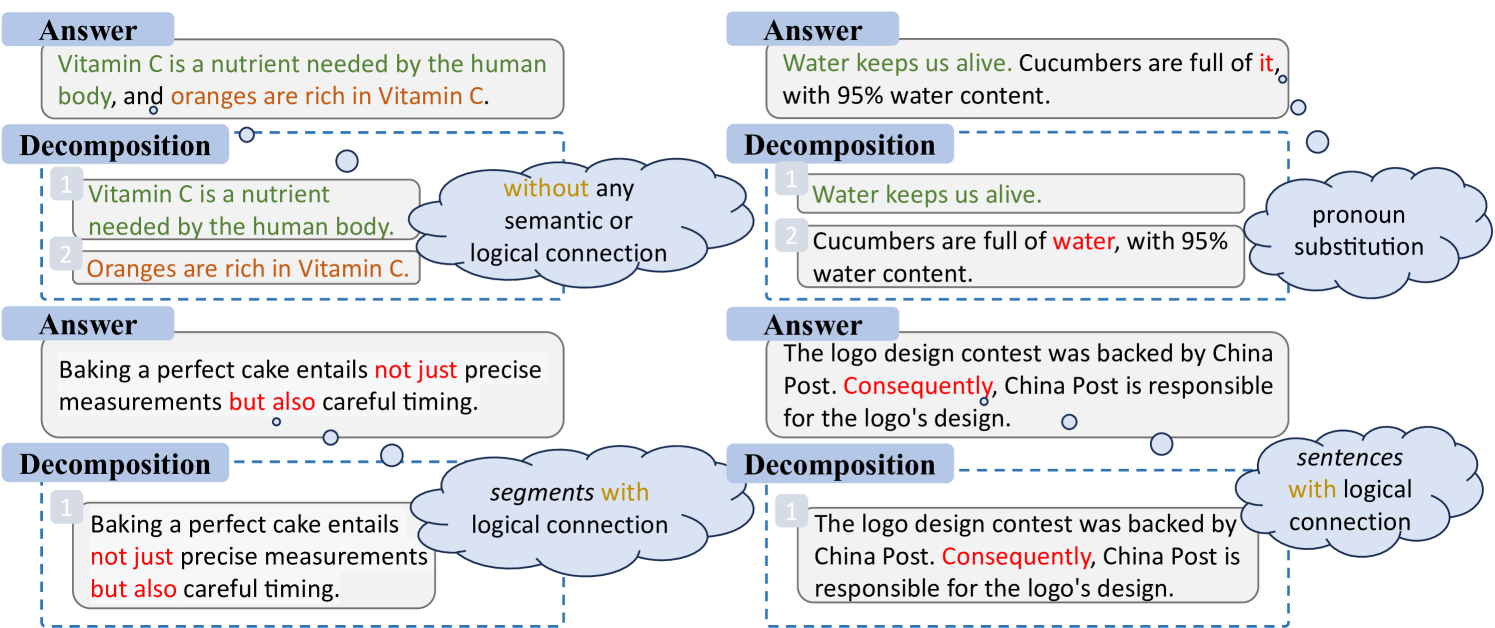 Answer
Vitamin C is a nutrient needed by the human
body, and oranges are rich in Vitamin C.
Decomposition
1
Vitamin C is a nutrient
needed by the human body.
2
Oranges are rich in Vitamin C.
without any
semantic or
logical connection
Answer
Water keeps us alive. Cucumbers are full of it,
with 95% water content.
Decomposition
1
Water keeps us alive.
2
Cucumbers are full of water, with 95%
water content.
pronoun
substitution
Answer
Baking a perfect cake entails not just precise
measurements but also careful timing.
Decomposition
1
Baking a perfect cake entails
not just precise measurements
but also careful timing.
segments with
logical connection
Answer
The logo design contest was backed by China
Post. Consequently, China Post is responsible
for the logo's design.
Decomposition
1
The logo design contest was backed by
China Post. Consequently, China Post is
responsible for the logo's design.
sentences
with logical
connection